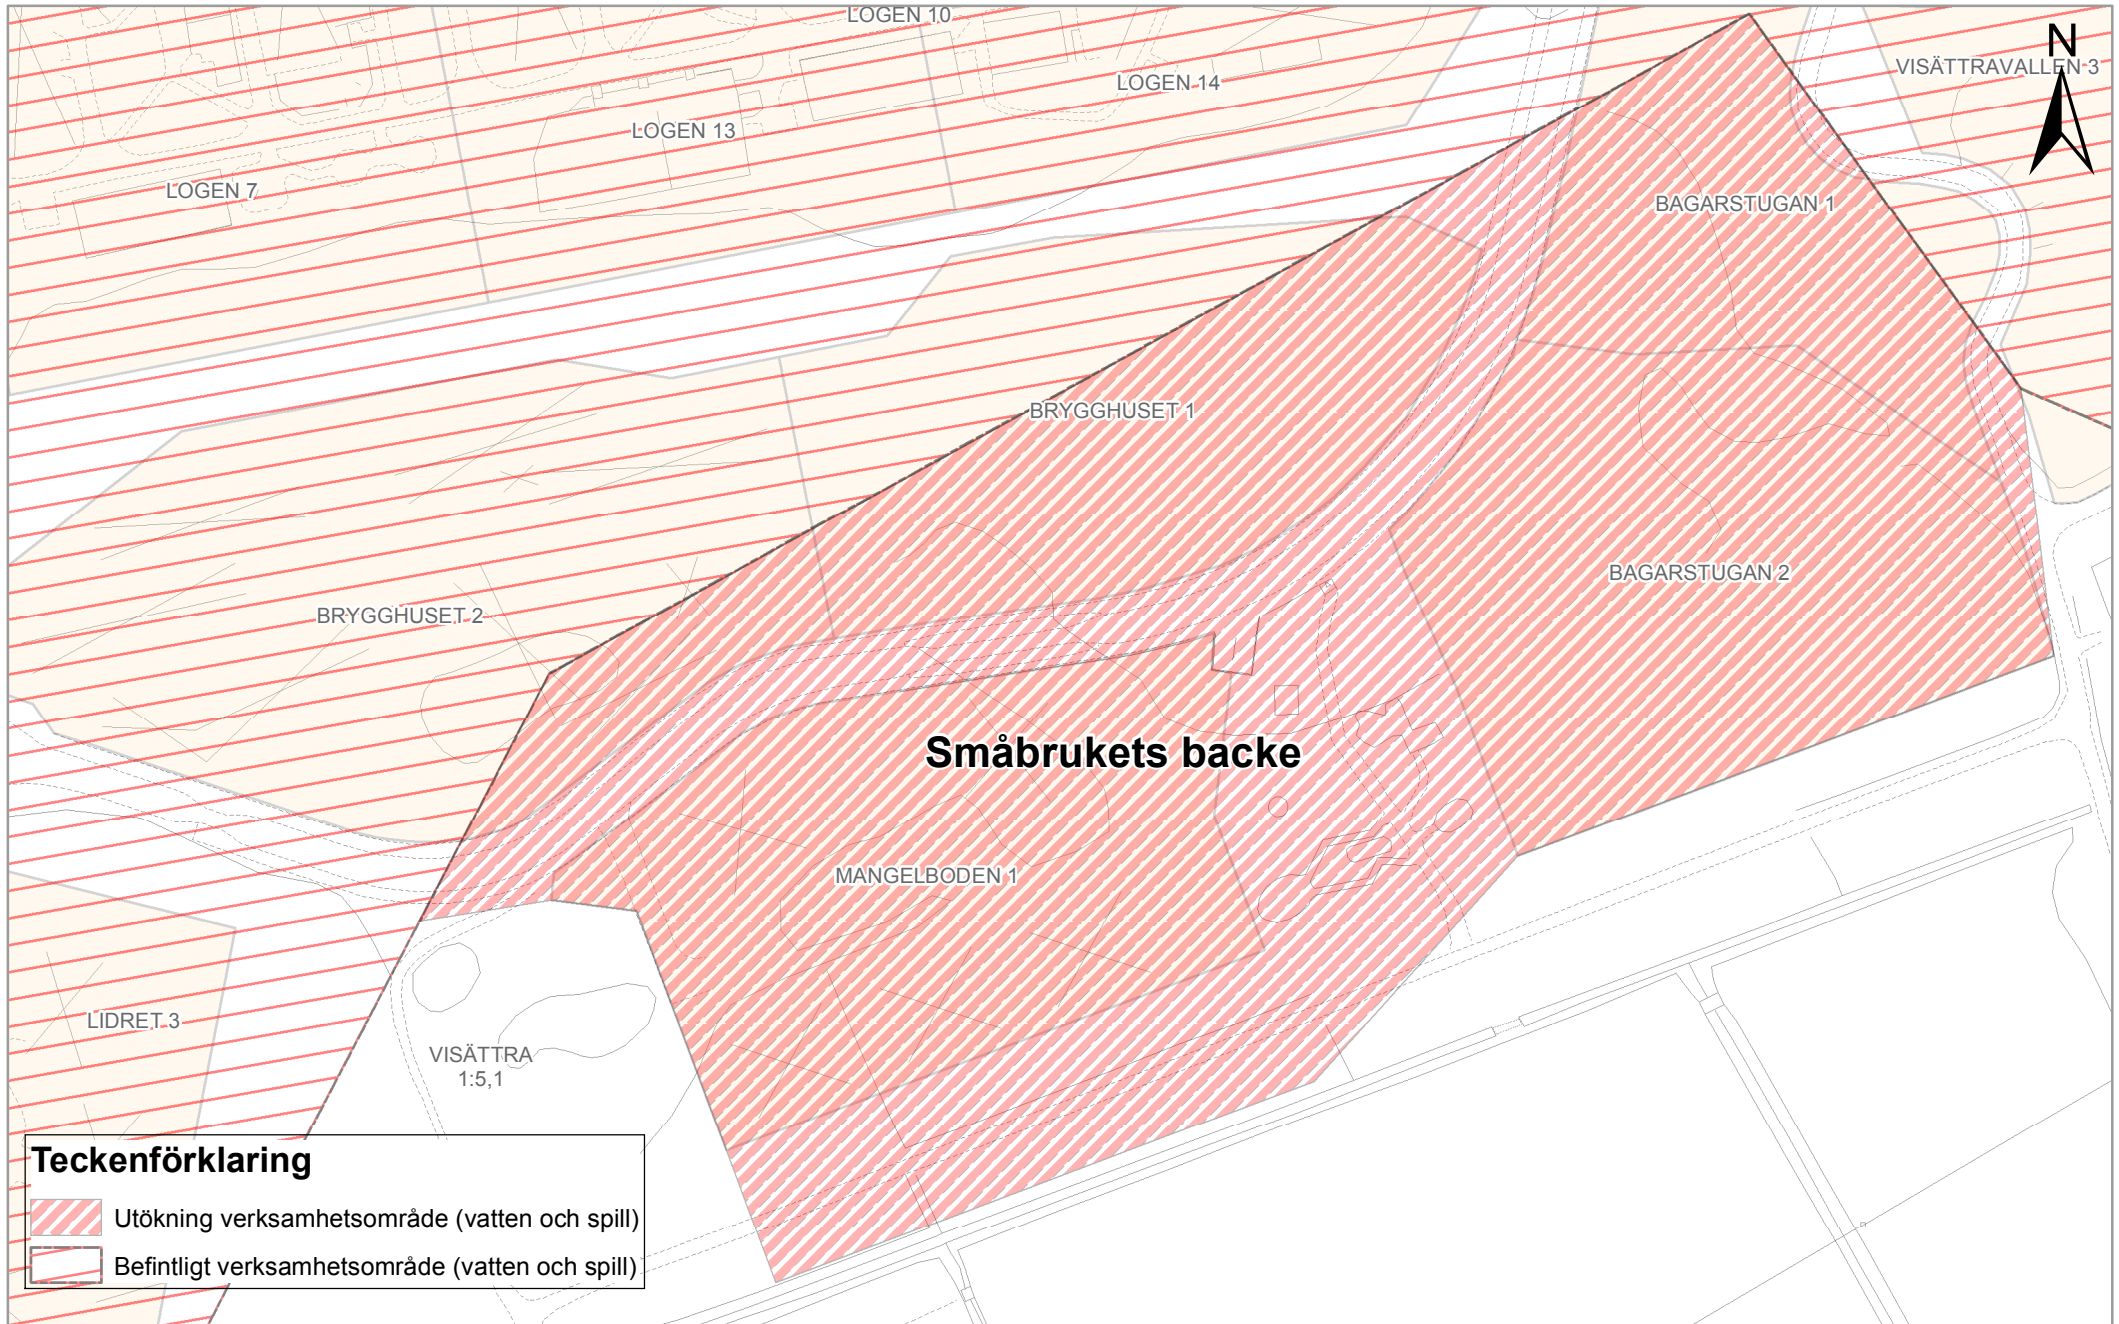 LOGEN 10
N
VISÄTTRAVALLEN 3
LOGEN 14
LOGEN 13
LOGEN 7
BAGARSTUGAN 1
BRYGGHUSET 1
BAGARSTUGAN 2
BRYGGHUSET 2
Småbrukets backe
MANGELBODEN 1
LIDRET 3
VISÄTTRA
1:5,1
Teckenförklaring
Utökning verksamhetsområde (vatten och spill)
Befintligt verksamhetsområde (vatten och spill)